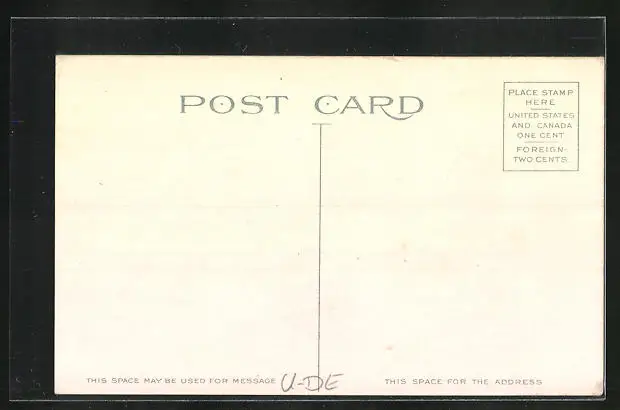 POST CARD
PLACE STAMP
HERE
UNITED STATES
AND CANADA
ONE CENT
FOREIGN-
TWO CENTS
THIS SPACE MAY BE USED FOR MESSAGE
U-DE
THIS SPACE FOR THE ADDRESS